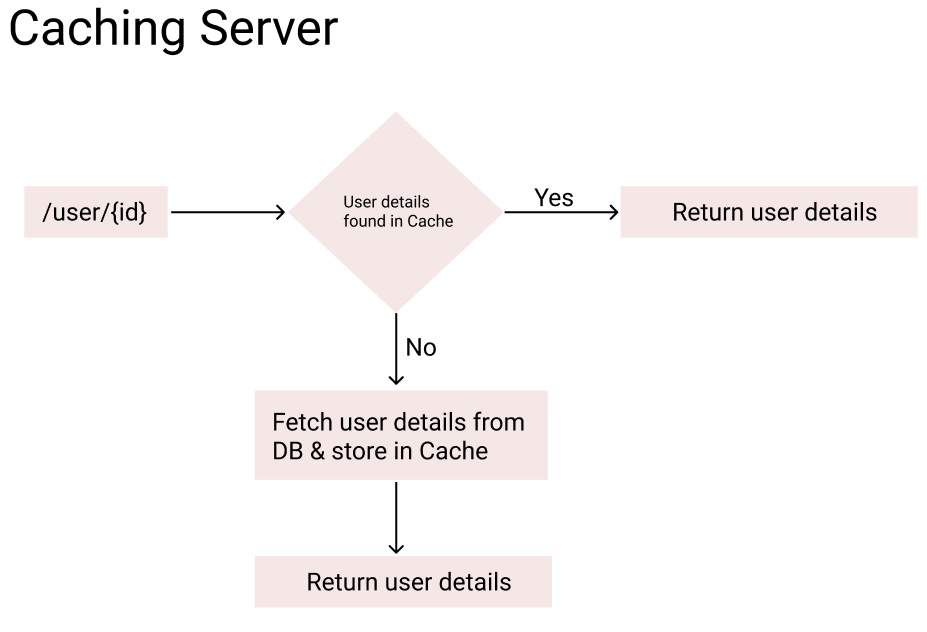 Caching Server
/user/{id}
User details
found in Cache
Yes
Return user details
No
Fetch user details from
DB & store in Cache
Return user details